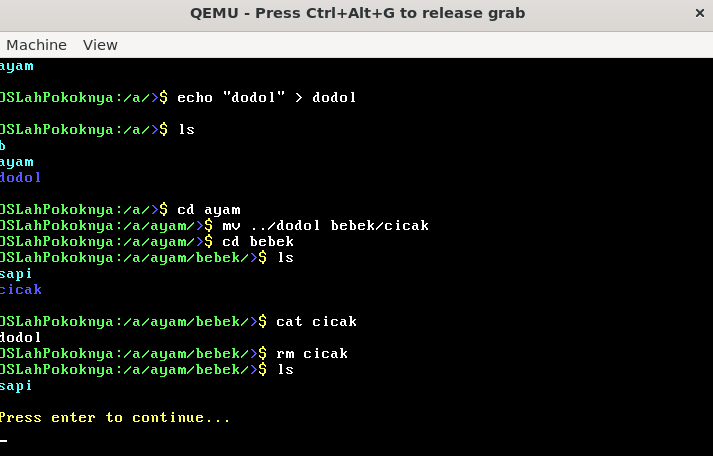 QEMU - Press Ctrl+Alt+G to release grab ×
Machine View
ayam
OSLahPokoknya:/a/>$ echo "dodol" > dodol
OSLahPokoknya:/a/>$ ls
b
ayam
dodol
OSLahPokoknya:/a/>$ cd ayam
OSLahPokoknya:/a/ayam/>$ mv ../dodol bebek/cicak
OSLahPokoknya:/a/ayam/>$ cd bebek
OSLahPokoknya:/a/ayam/bebek/>$ ls
sapi
cicak
OSLahPokoknya:/a/ayam/bebek/>$ cat cicak
dodol
OSLahPokoknya:/a/ayam/bebek/>$ rm cicak
OSLahPokoknya:/a/ayam/bebek/>$ ls
sapi
Press enter to continue...